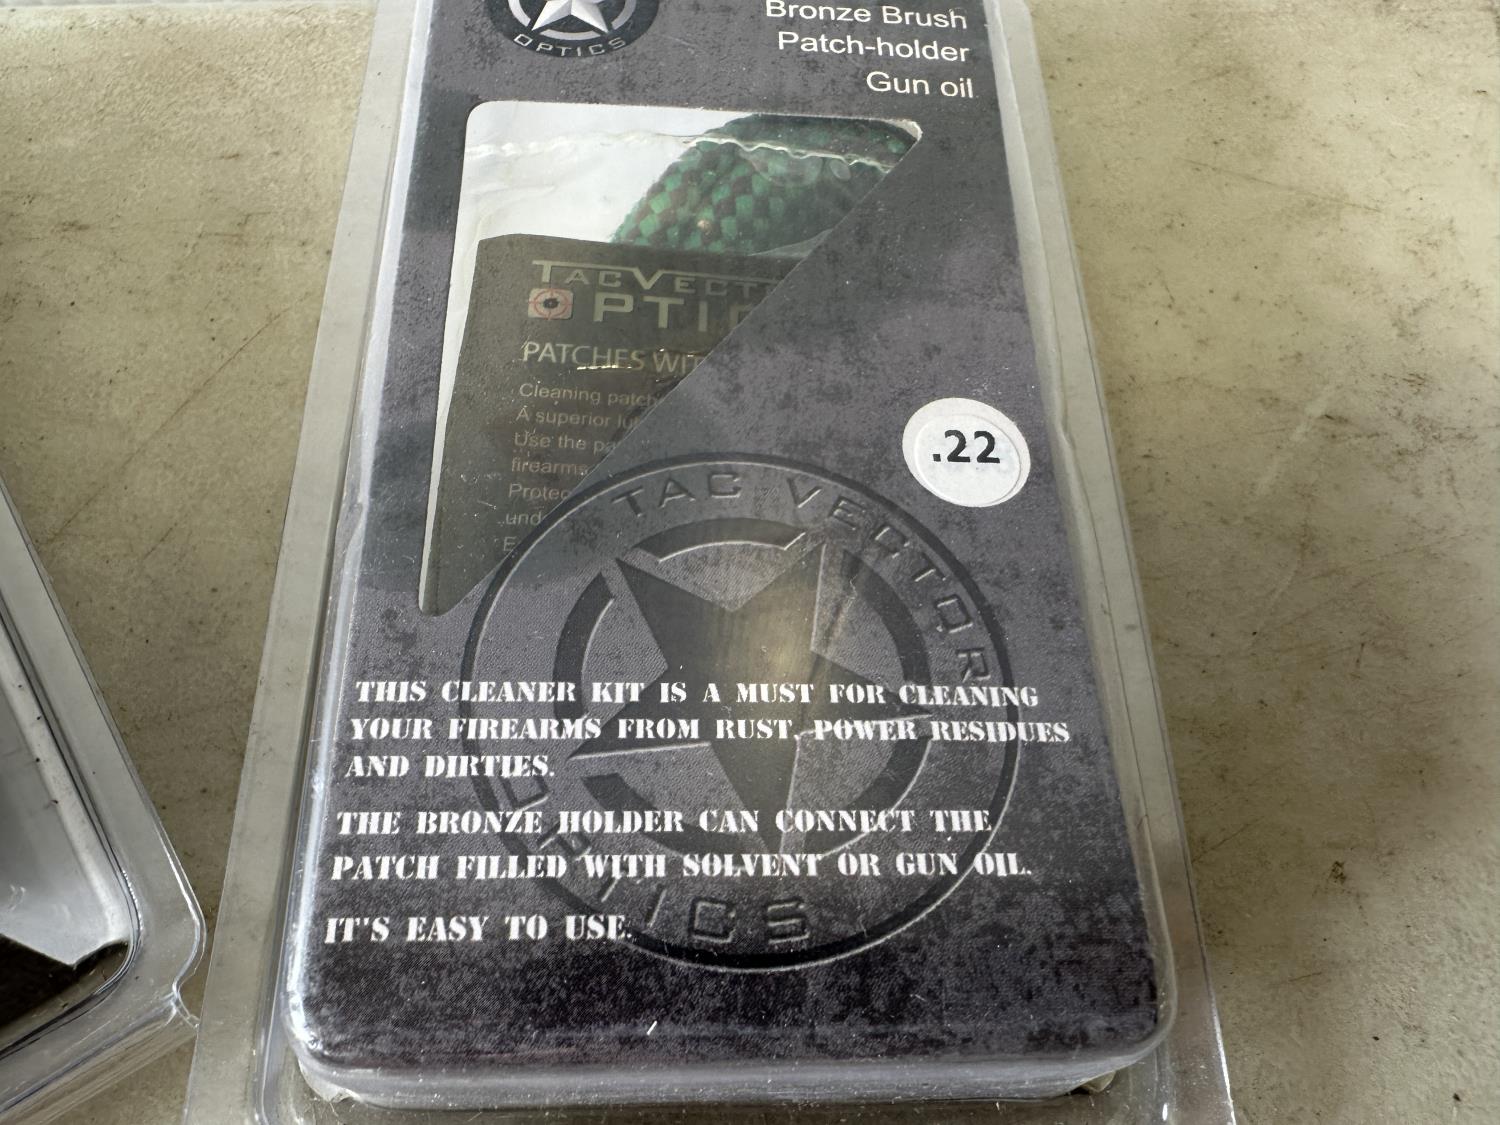 OPTICS
Bronze Brush
Patch-holder
Gun oil
TACVECT
OPTIC
PATCHES WIT
Cleaning patch
A superior lu
Use the pa
firearms
Protec
und
E
.22
TAC VECTOR
OPTICS
THIS CLEANER KIT IS A MUST FOR CLEANING
YOUR FIREARMS FROM RUST, POWER RESIDUES
AND DIRTIES.
THE BRONZE HOLDER CAN CONNECT THE
PATCH FILLED WITH SOLVENT OR GUN OIL.
IT'S EASY TO USE.